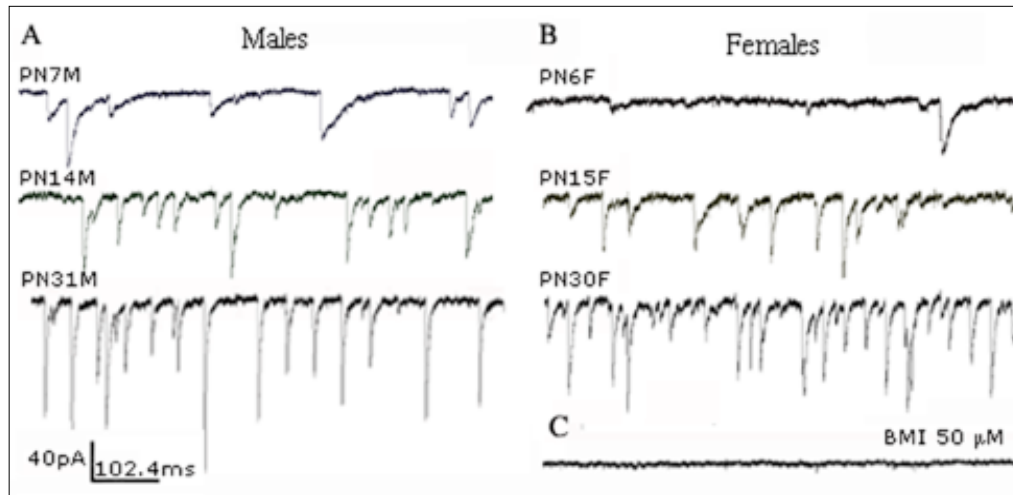 A
Males
PN7M
PN14M
PN31M
40pA
102.4ms
B
Females
PN6F
PN15F
PN30F
C
BMI 50 μM